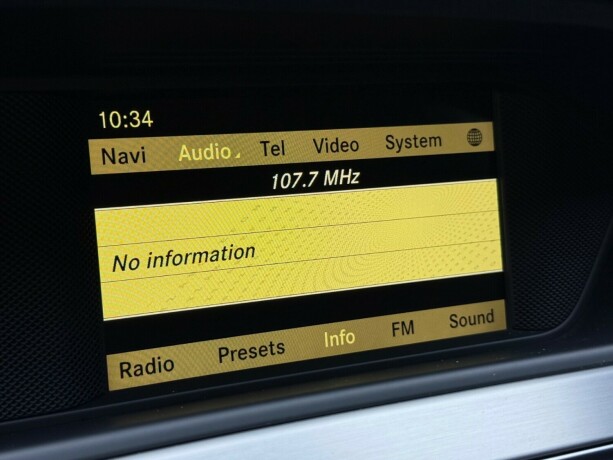 10:34
Navi Audio Tel Video System
107.7 MHz
No information
Radio Presets Info FM Sound